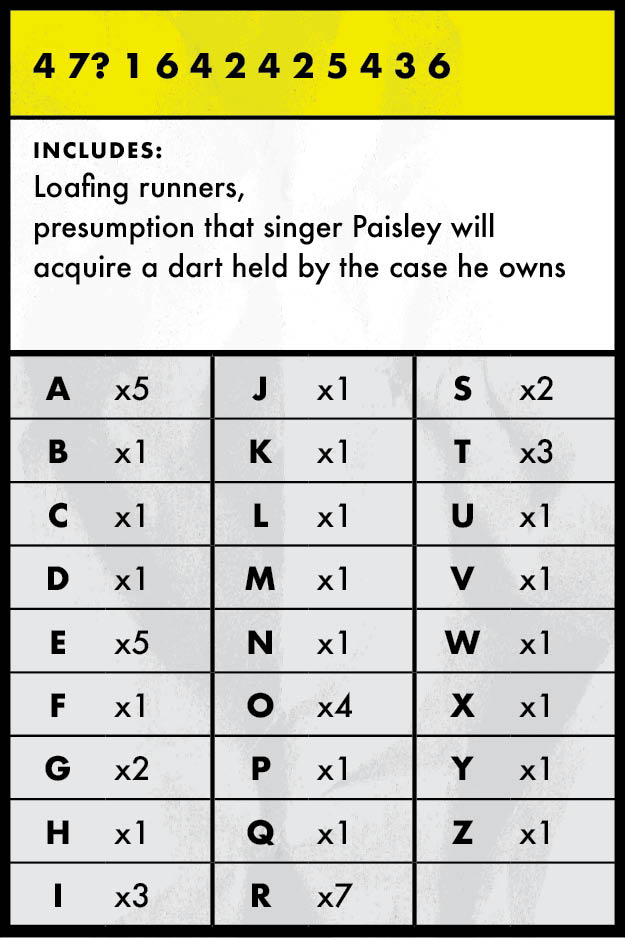 4 7? 1 6 4 2 4 2 5 4 3 6
INCLUDES:
Loafing runners,
presumption that singer Paisley will
acquire a dart held by the case he owns
A x5 J x1 S x2
B x1 K x1 T x3
C x1 L x1 U x1
D x1 M x1 V x1
E x5 N x1 W x1
F x1 O x4 X x1
G x2 P x1 Y x1
H x1 Q x1 Z x1
I x3 R x7